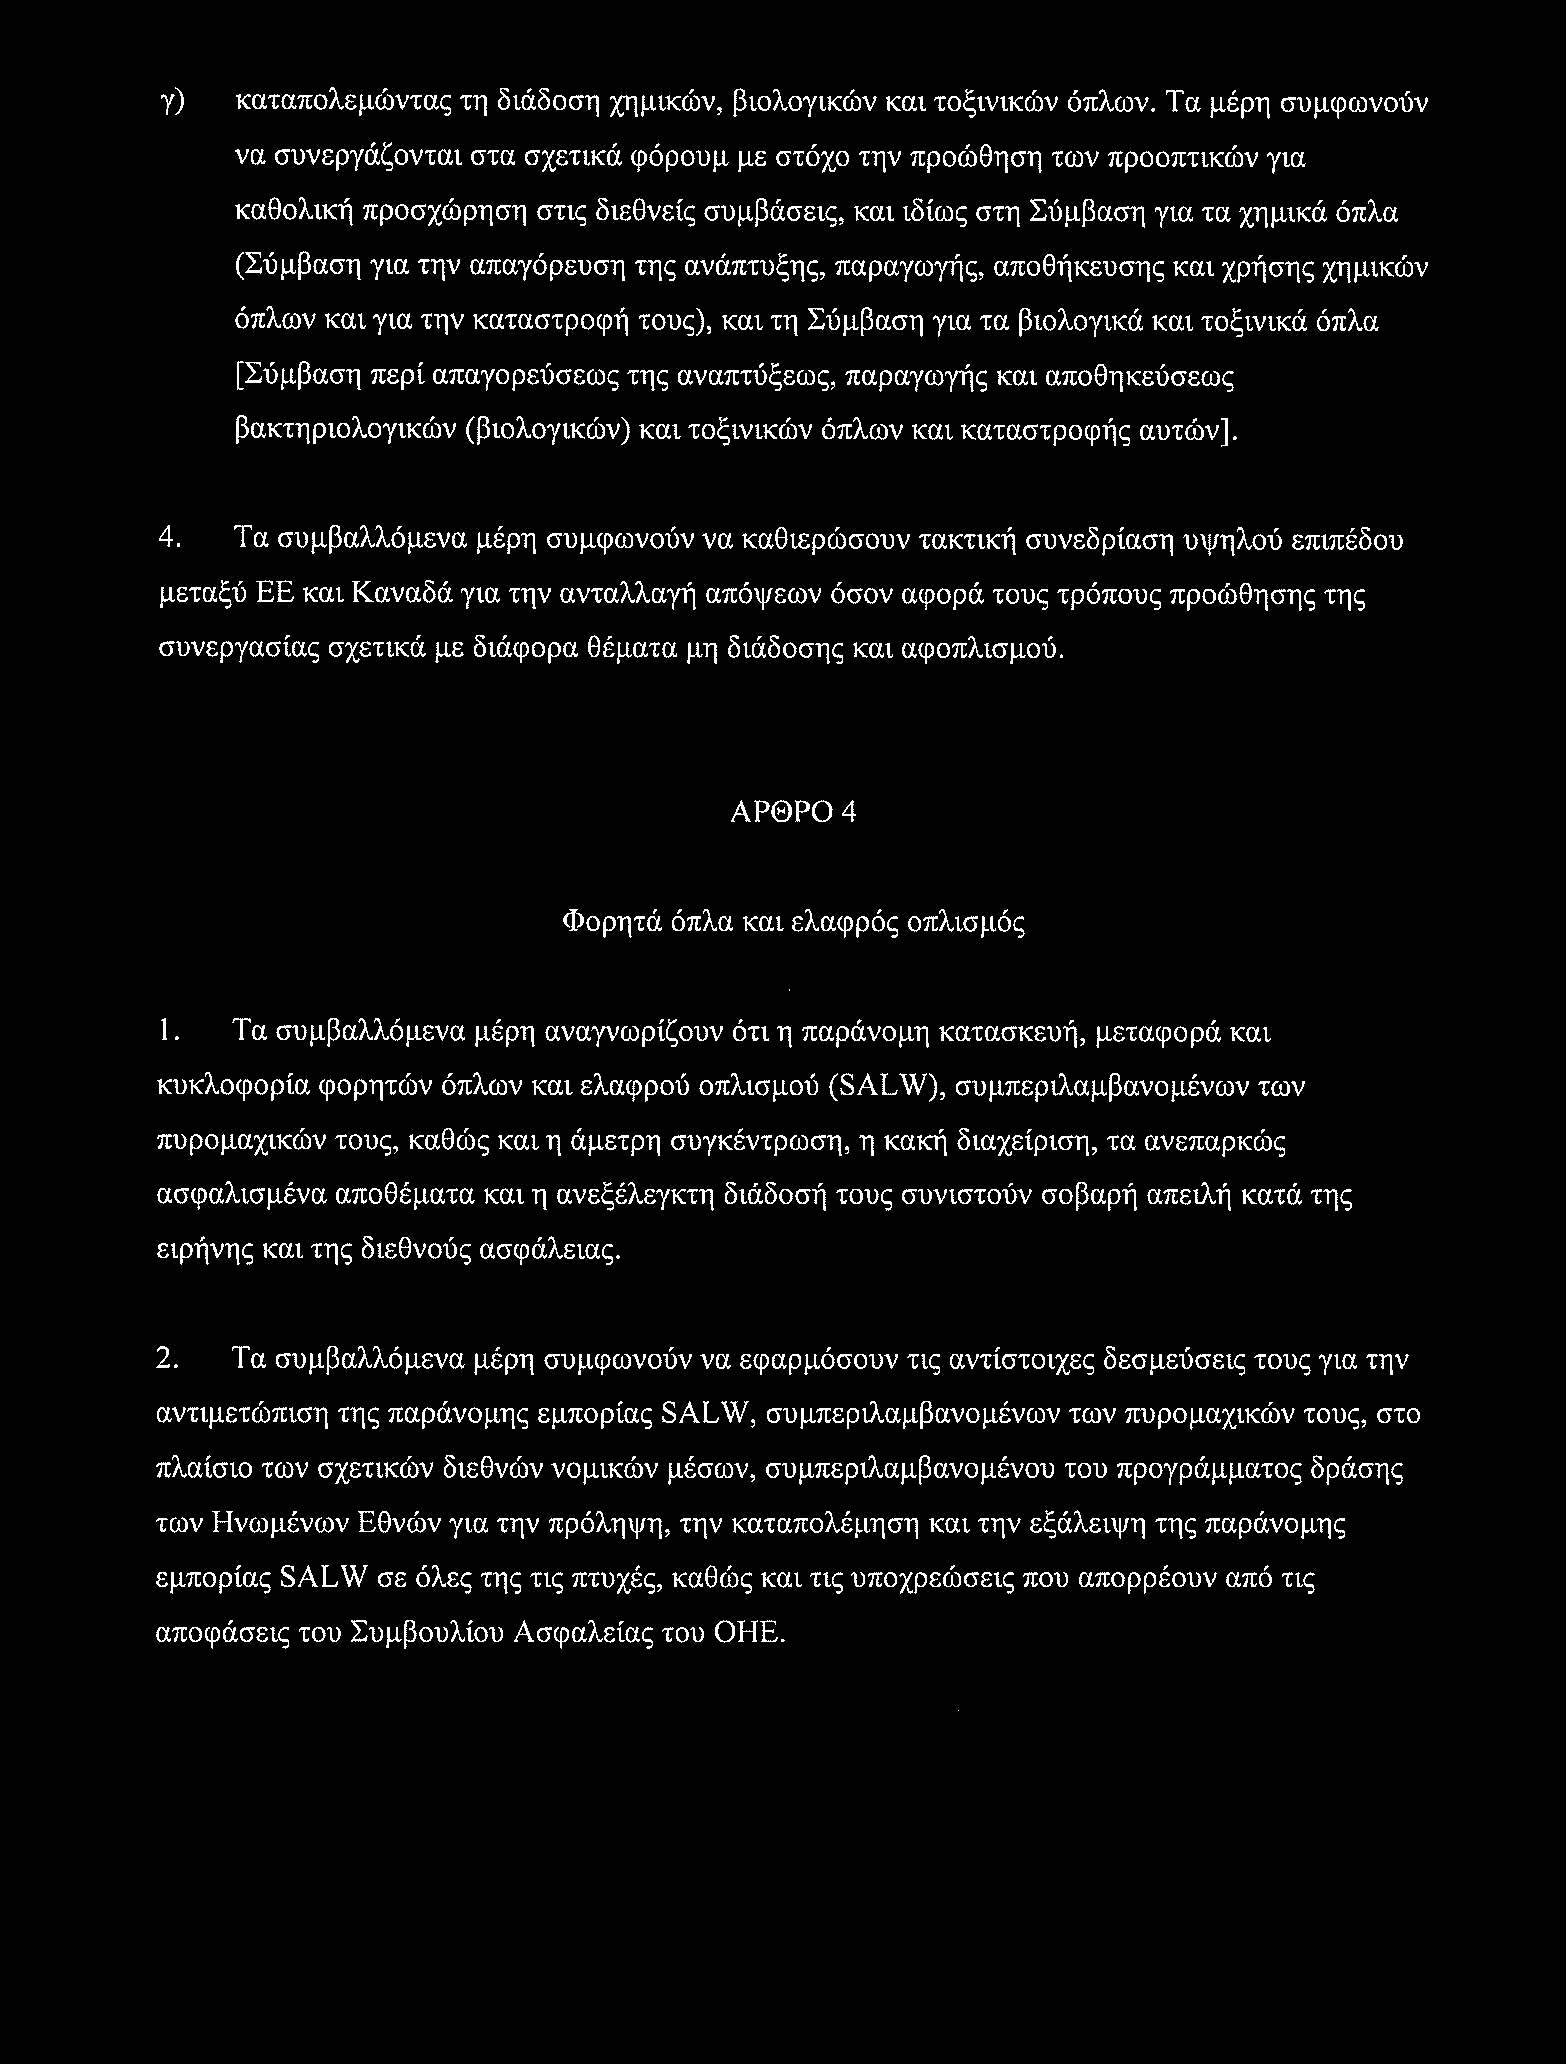 γ) καταπολεμώντας τη διάδοση χημικών, βιολογικών και τοξινικών όπλων. Τα μέρη συμφωνούν
να συνεργάζονται στα σχετικά φόρουμ με στόχο την προώθηση των προοπτικών για
καθολική προσχώρηση στις διεθνείς συμβάσεις, και ιδίως στη Σύμβαση για τα χημικά όπλα
(Σύμβαση για την απαγόρευση της ανάπτυξης, παραγωγής, αποθήκευσης και χρήσης χημικών
όπλων και για την καταστροφή τους), και τη Σύμβαση για τα βιολογικά και τοξινικά όπλα
[Σύμβαση περί απαγορεύσεως της αναπτύξεως, παραγωγής και αποθηκεύσεως
βακτηριολογικών (βιολογικών) και τοξινικών όπλων και καταστροφής αυτών].
4. Τα συμβαλλόμενα μέρη συμφωνούν να καθιερώσουν τακτική συνεδρίαση υψηλού επιπέδου
μεταξύ ΕΕ και Καναδά για την ανταλλαγή απόψεων όσον αφορά τους τρόπους προώθησης της
συνεργασίας σχετικά με διάφορα θέματα μη διάδοσης και αφοπλισμού.
ΑΡΘΡΟ 4
Φορητά όπλα και ελαφρός οπλισμός
1. Τα συμβαλλόμενα μέρη αναγνωρίζουν ότι η παράνομη κατασκευή, μεταφορά και
κυκλοφορία φορητών όπλων και ελαφρού οπλισμού (SALW), συμπεριλαμβανομένων των
πυρομαχικών τους, καθώς και η άμετρη συγκέντρωση, η κακή διαχείριση, τα ανεπαρκώς
ασφαλισμένα αποθέματα και η ανεξέλεγκτη διάδοσή τους συνιστούν σοβαρή απειλή κατά της
ειρήνης και της διεθνούς ασφάλειας.
2. Τα συμβαλλόμενα μέρη συμφωνούν να εφαρμόσουν τις αντίστοιχες δεσμεύσεις τους για την
αντιμετώπιση της παράνομης εμπορίας SALW, συμπεριλαμβανομένων των πυρομαχικών τους, στο
πλαίσιο των σχετικών διεθνών νομικών μέσων, συμπεριλαμβανομένου του προγράμματος δράσης
των Ηνωμένων Εθνών για την πρόληψη, την καταπολέμηση και την εξάλειψη της παράνομης
εμπορίας SALW σε όλες της τις πτυχές, καθώς και τις υποχρεώσεις που απορρέουν από τις
αποφάσεις του Συμβουλίου Ασφαλείας του ΟΗΕ.